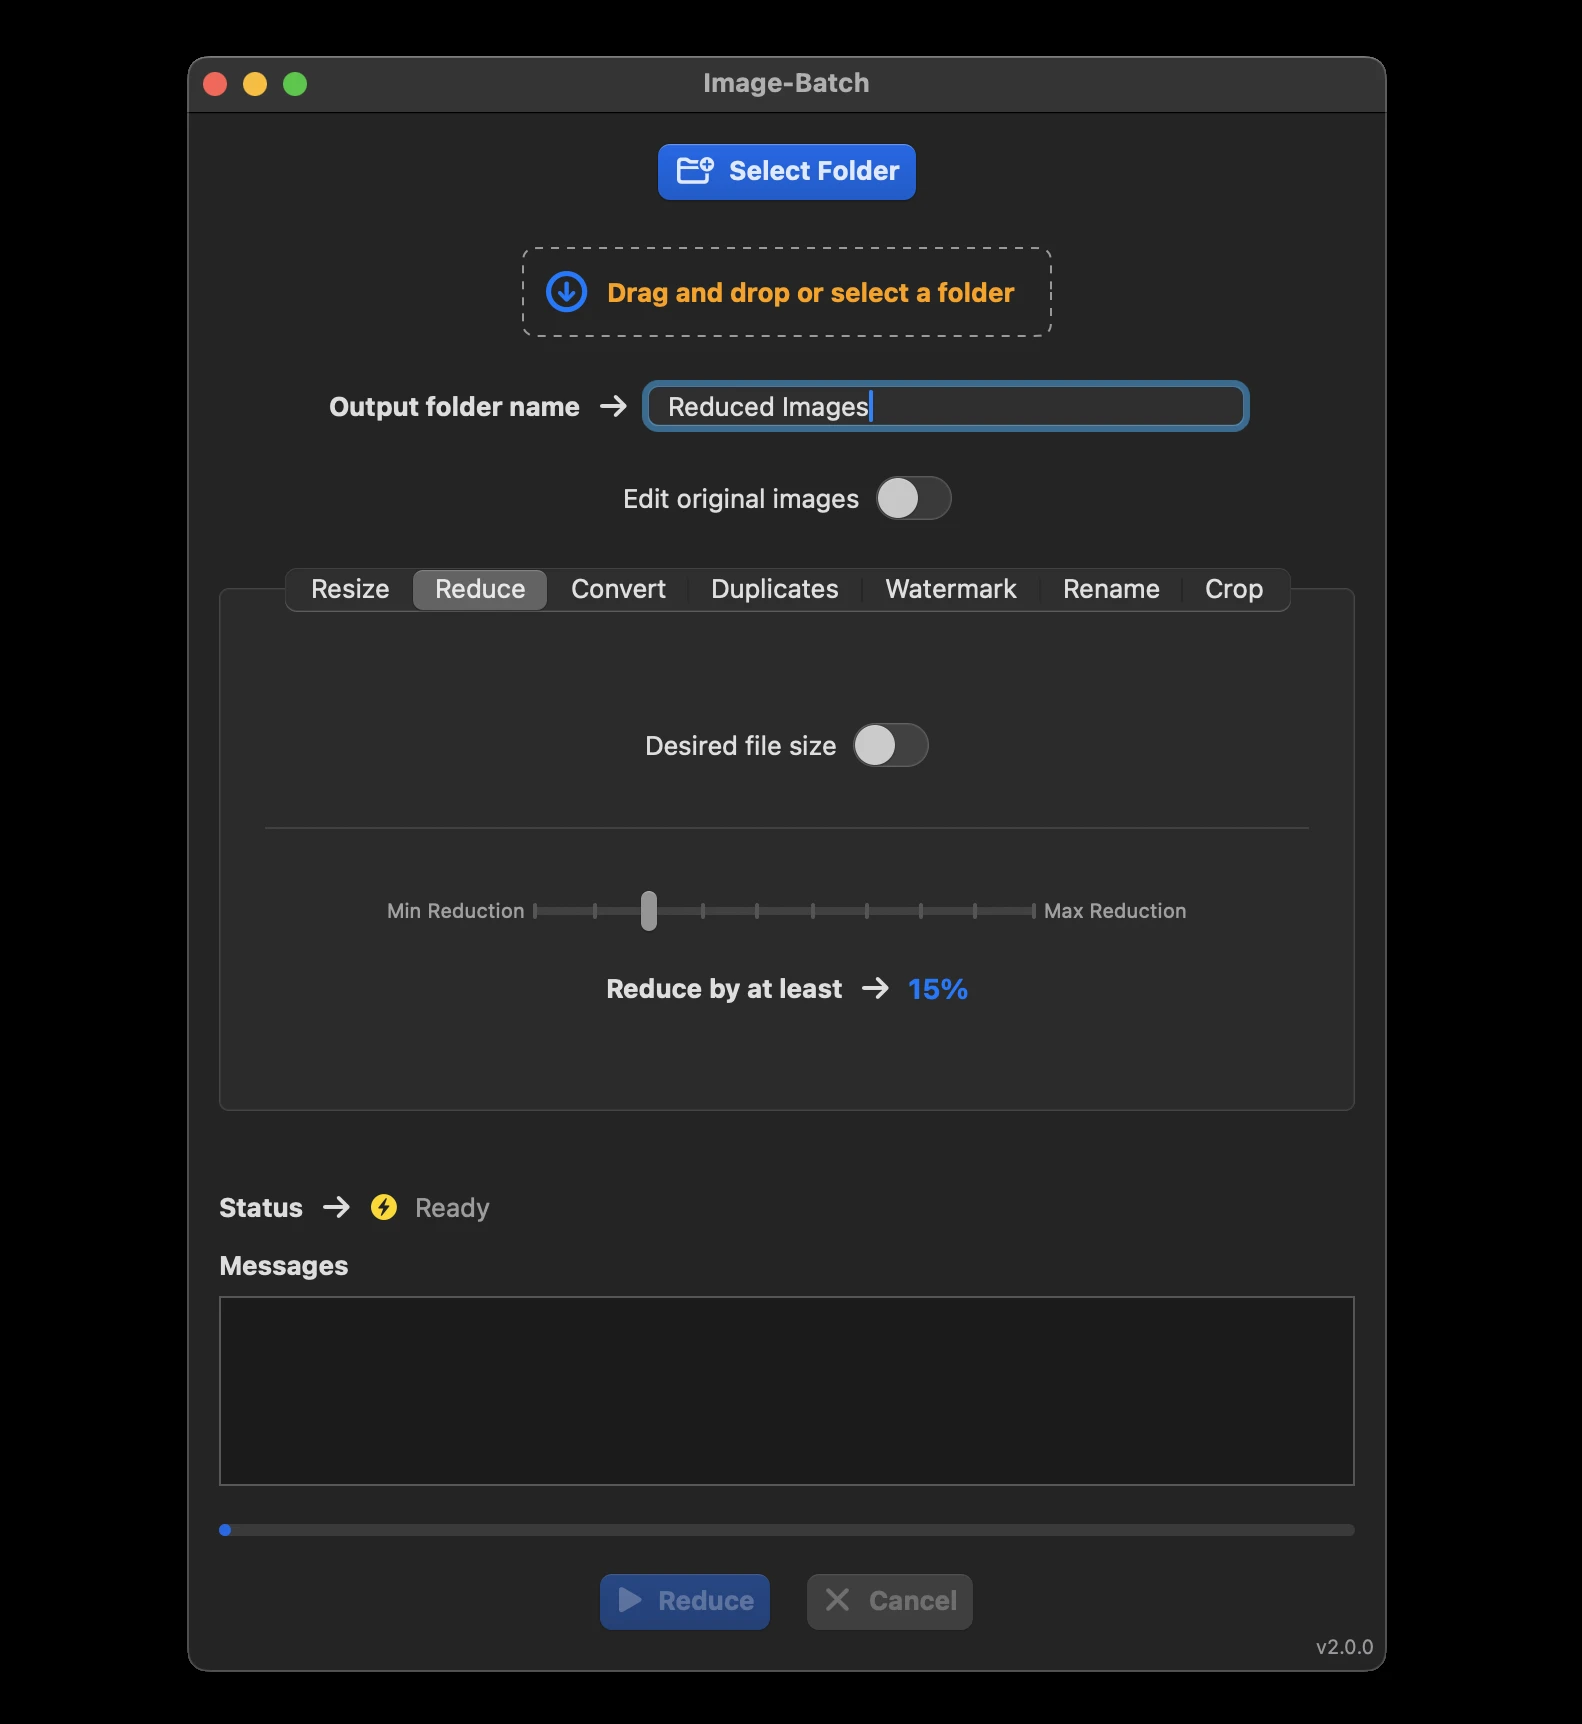 Image-Batch
Select Folder
Drag and drop or select a folder
Output folder name → Reduced Images
Edit original images
Resize Reduce Convert Duplicates Watermark Rename Crop
Desired file size
Min Reduction Max Reduction
Reduce by at least → 15%
Status → Ready
Messages
Reduce Cancel
v2.0.0